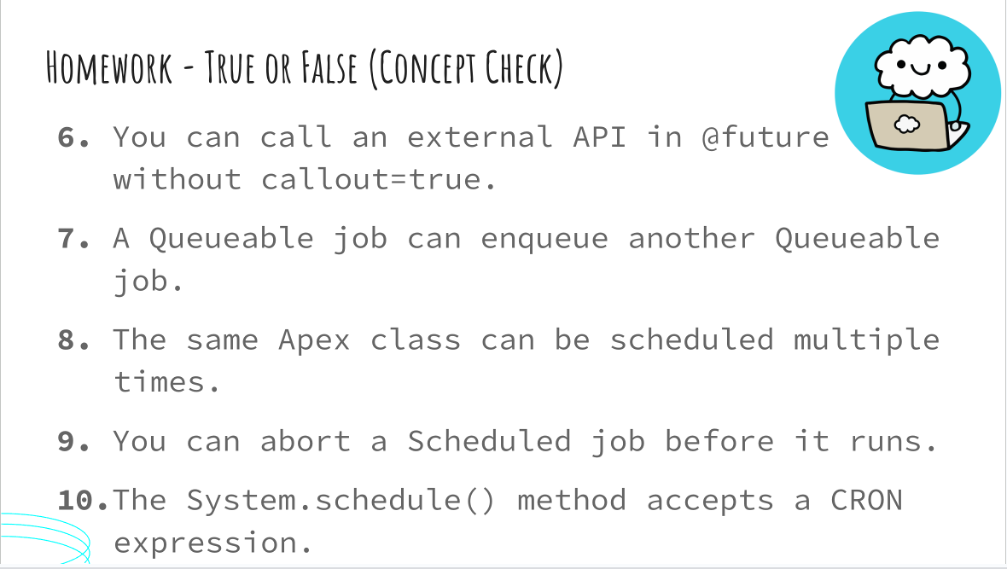 Homework - True or False (Concept Check)
6. You can call an external API in @future
without callout=true.
7. A Queueable job can enqueue another Queueable
job.
8. The same Apex class can be scheduled multiple
times.
9. You can abort a Scheduled job before it runs.
10. The System.schedule() method accepts a CRON
expression.